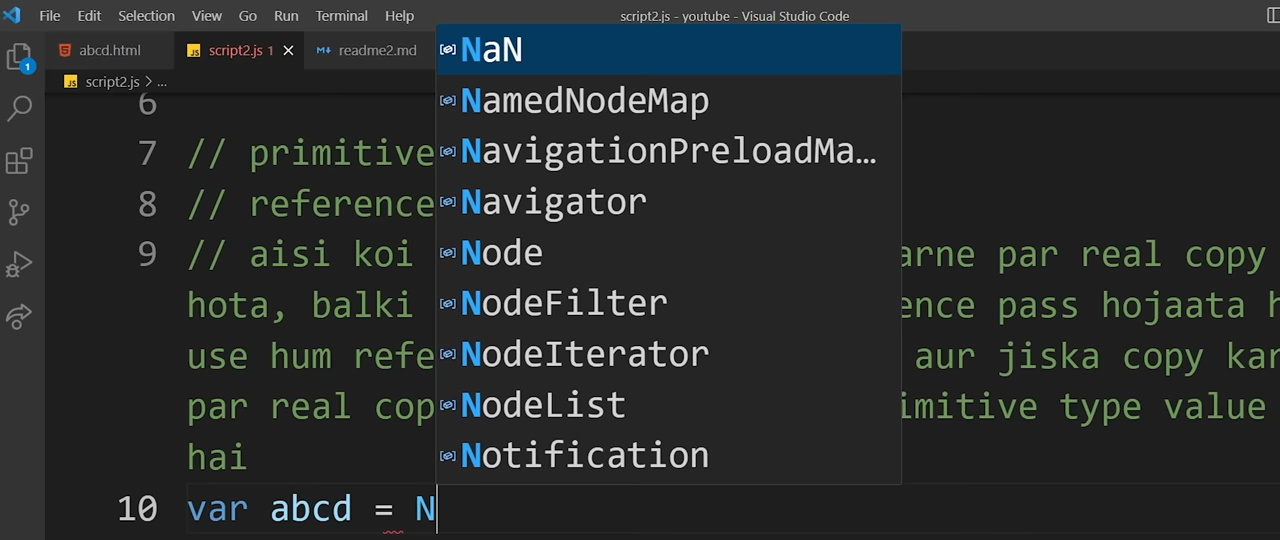 File Edit Selection View Go Run Terminal Help script2.js - youtube - Visual Studio Code
abcd.html JS script2.js 1 readme2.md
JS script2.js > ...
1
NaN
NamedNodeMap
NavigationPreloadMa…
Navigator
Node
NodeFilter
NodeIterator
NodeList
Notification
6
7 // primitive
8 // reference
9 // aisi koi arne par real copy
hota, balki ence pass hojaata h
use hum refe aur jiska copy kar
par real cop imitive type value
hai
10 var abcd = N